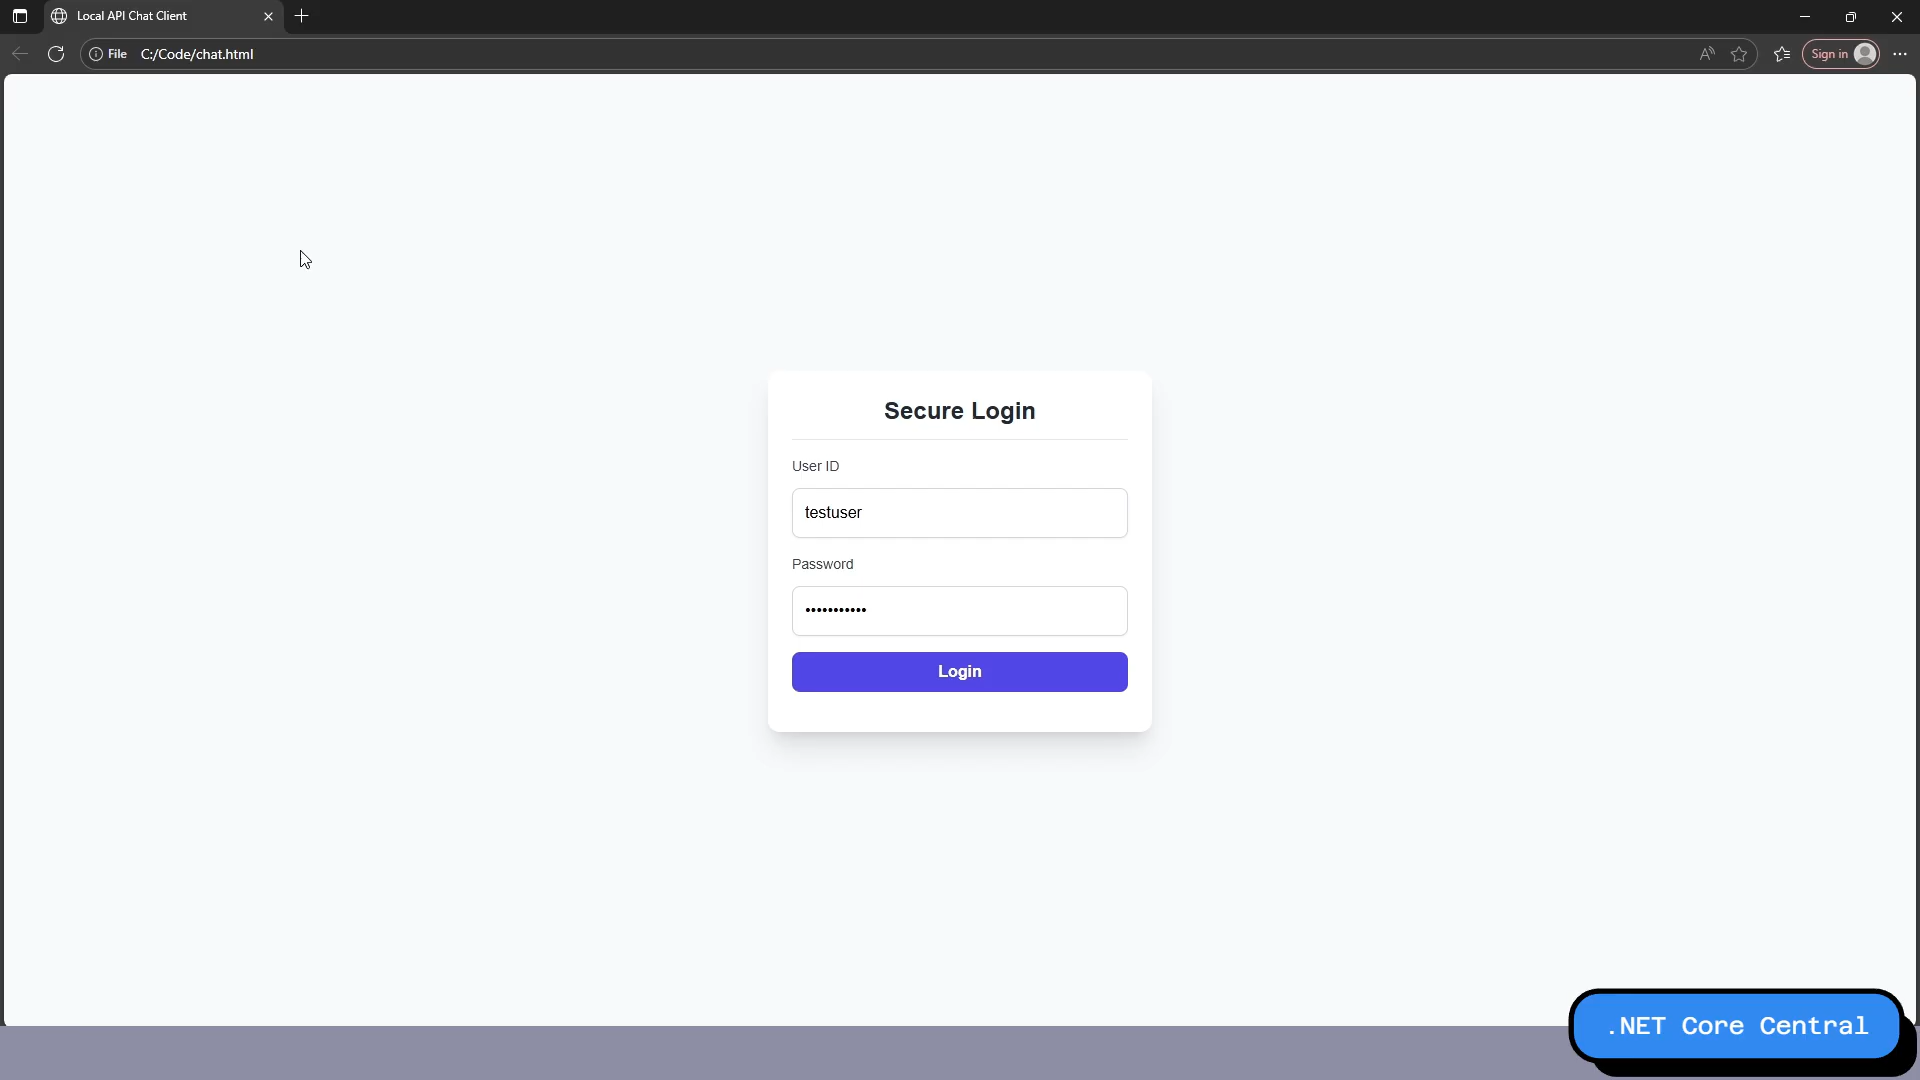 Local API Chat Client
File C:/Code/chat.html
Sign in
Secure Login
User ID
testuser
Password
•••••••••••
Login
.NET Core Central